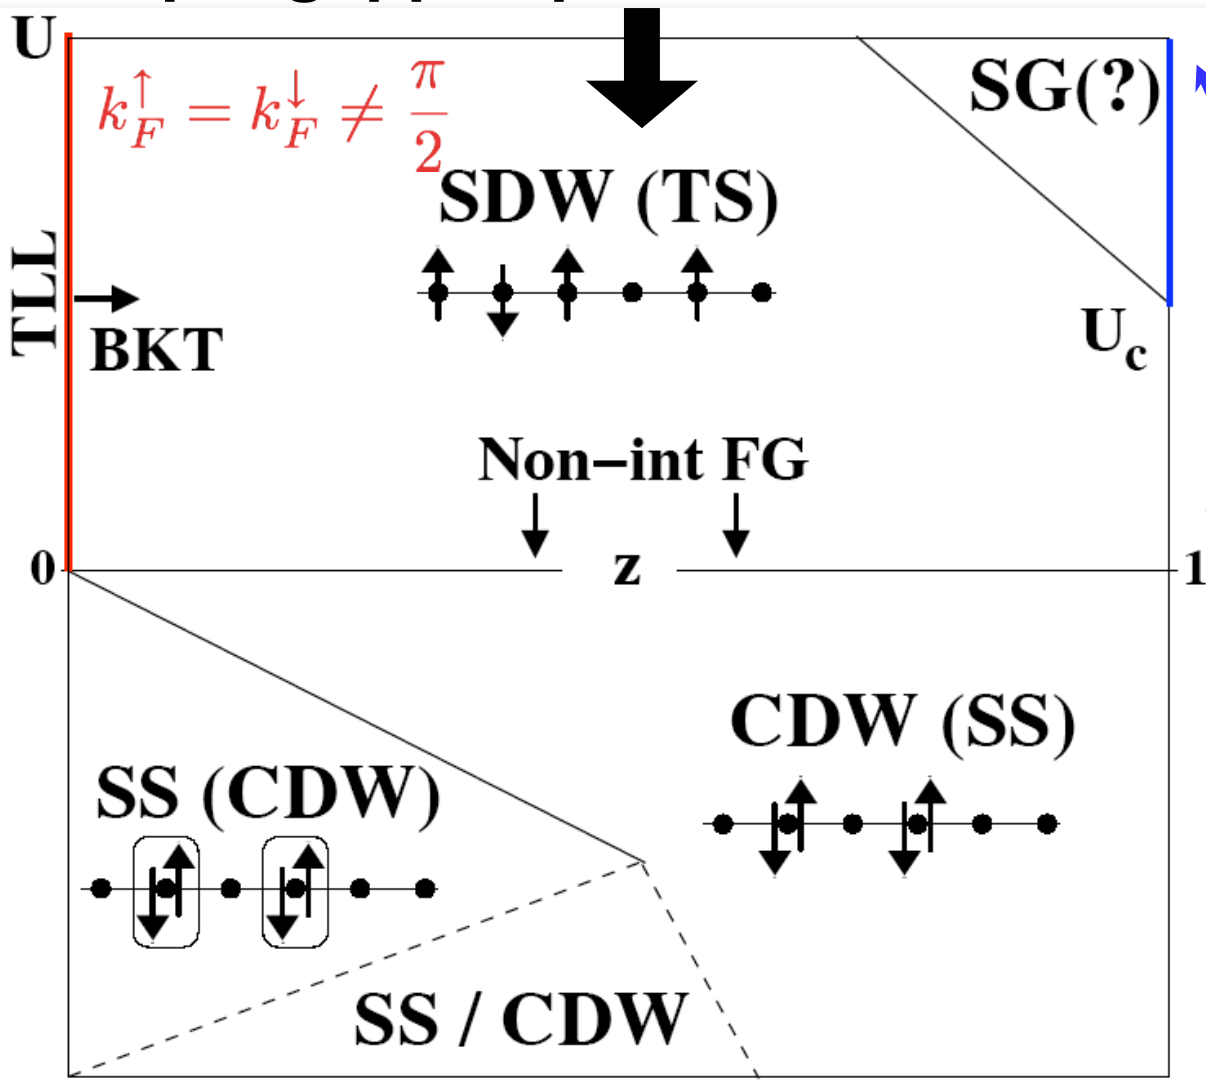 U
k_F^↑ = k_F^↓ ≠ π/2
SG(?)
SDW (TS)
TLL
BKT
U_c
Non–int FG
0
z
1
CDW (SS)
SS (CDW)
SS / CDW